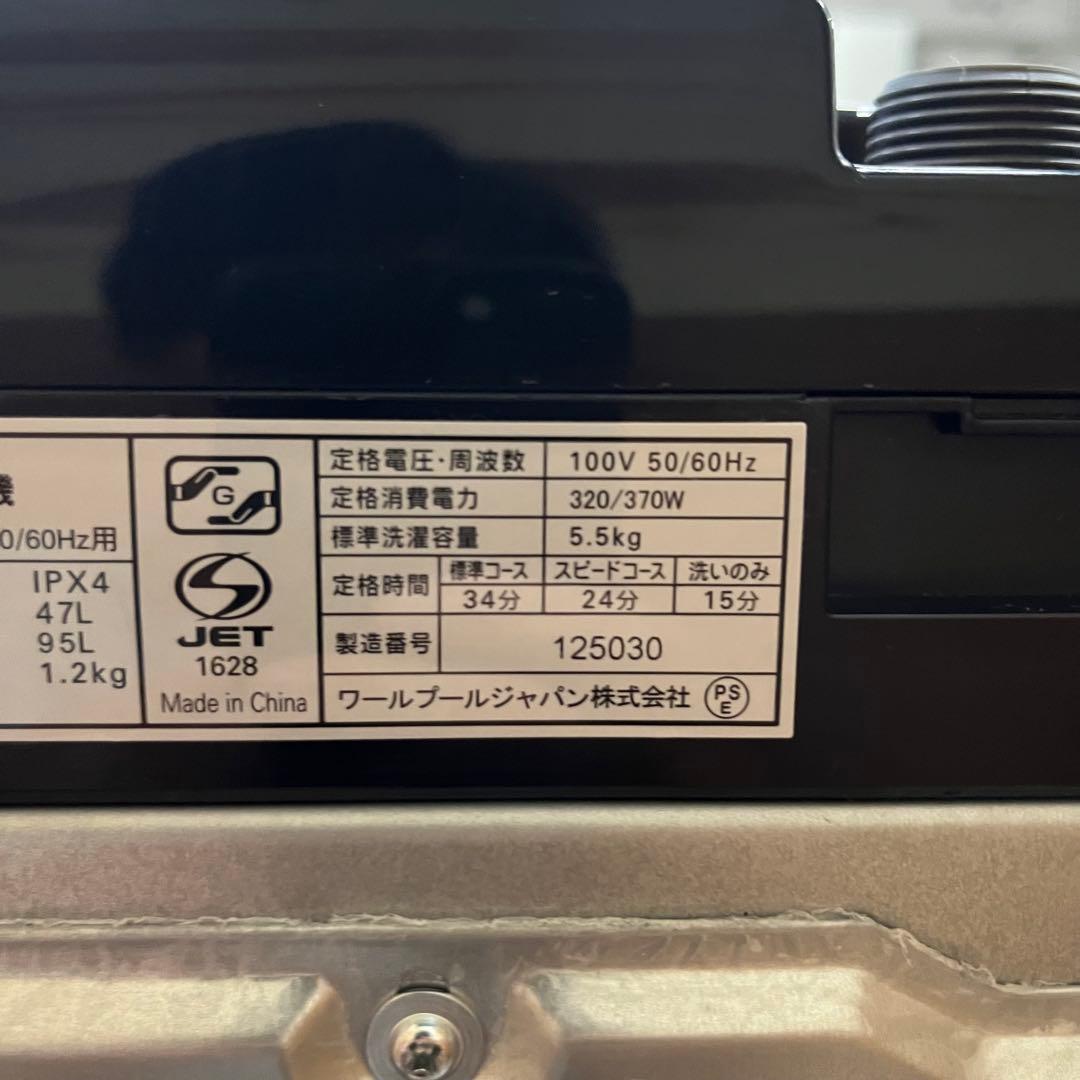 機
0/60Hz用
IPX4
47L
95L
1.2kg
G
S
JET
1628
Made in China
定格電圧・周波数 100V 50/60Hz
定格消費電力 320/370W
標準洗濯容量 5.5kg
定格時間 標準コース スピードコース 洗いのみ
34分 24分 15分
製造番号 125030
ワールプールジャパン株式会社 PSE